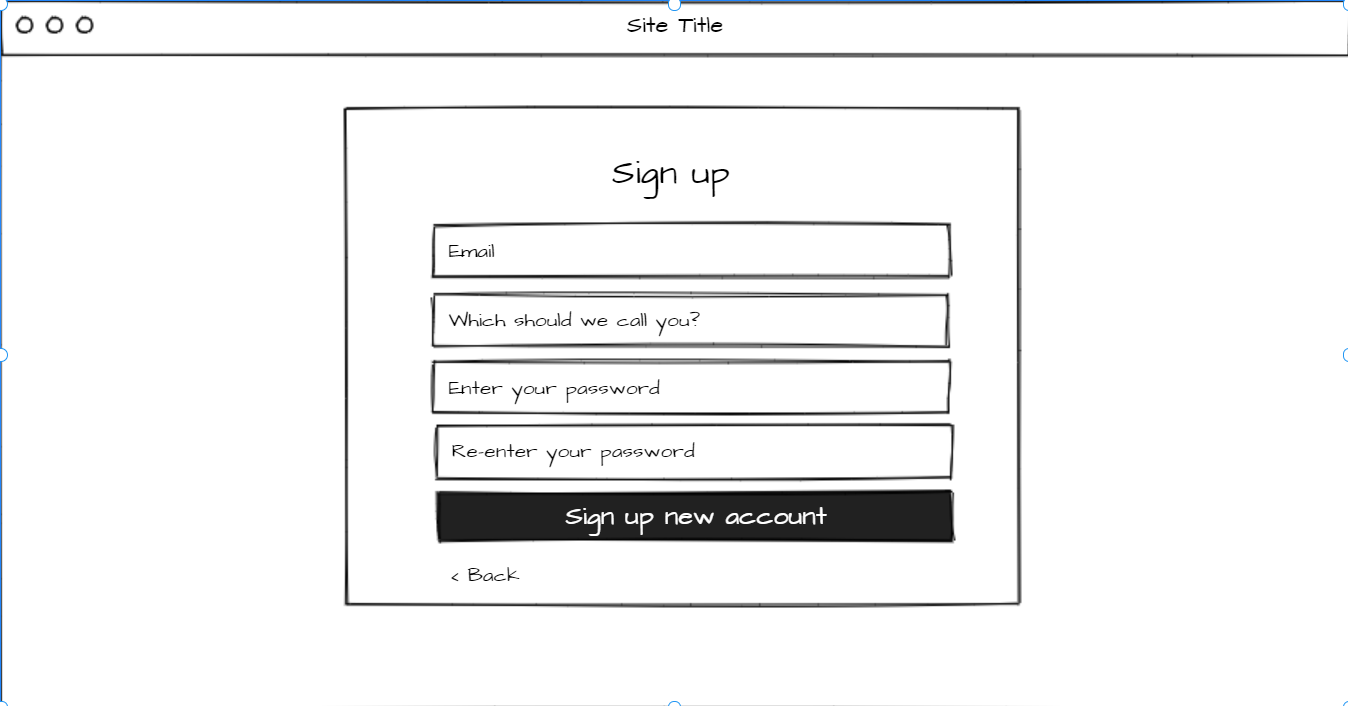 Site Title
Sign up
Email
Which should we call you?
Enter your password
Re-enter your password
Sign up new account
< Back